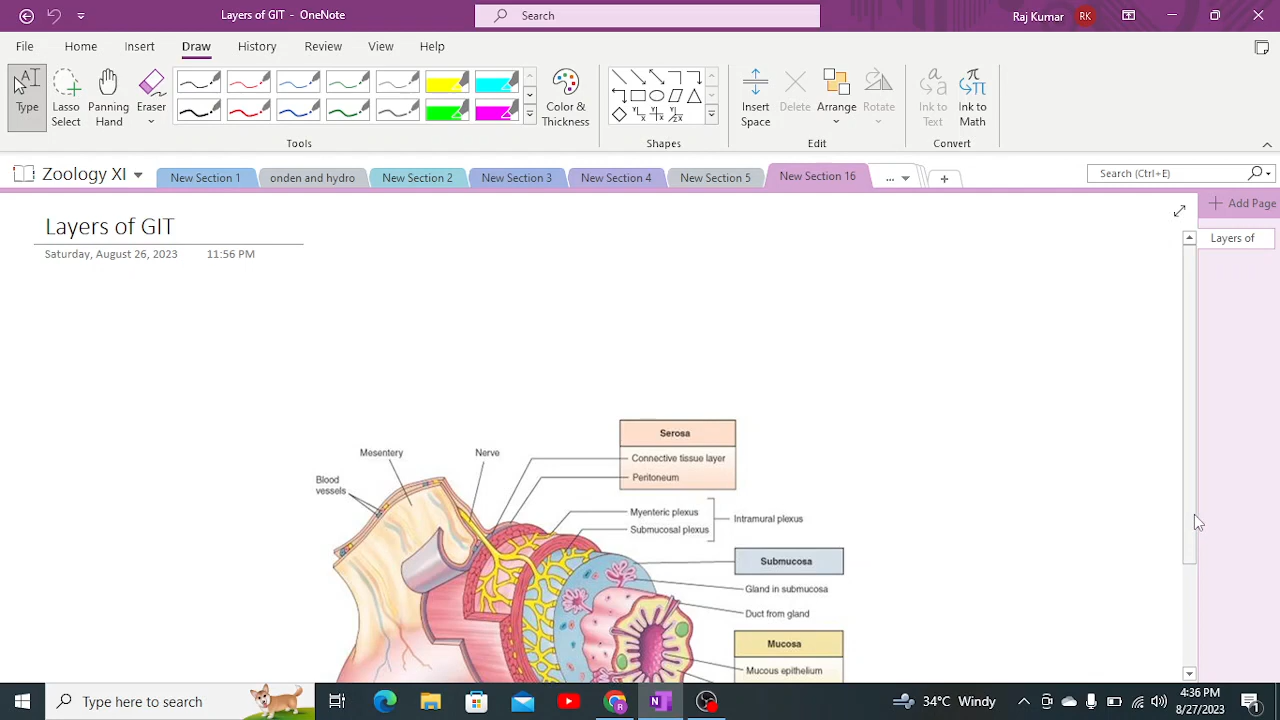 Layers of GIT - OneNote
Search
Raj Kumar
RK
File
Home
Insert
Draw
History
Review
View
Help
Type
Lasso
Select
Panning
Hand
Eraser
Color &
Thickness
Insert
Space
Delete
Arrange
Rotate
Ink to
Text
Ink to
Math
Tools
Shapes
Edit
Convert
Zoology XI
New Section 1
onden and hydro
New Section 2
New Section 3
New Section 4
New Section 5
New Section 16
...
Search (Ctrl+E)
Add Page
Layers of
Layers of GIT
Saturday, August 26, 2023 11:56 PM
Serosa
Connective tissue layer
Peritoneum
Mesentery
Nerve
Blood
vessels
Myenteric plexus
Submucosal plexus
Intramural plexus
Submucosa
Gland in submucosa
Duct from gland
Mucosa
Mucous epithelium
Type here to search
34°C Windy
4:36 PM
8/27/2023